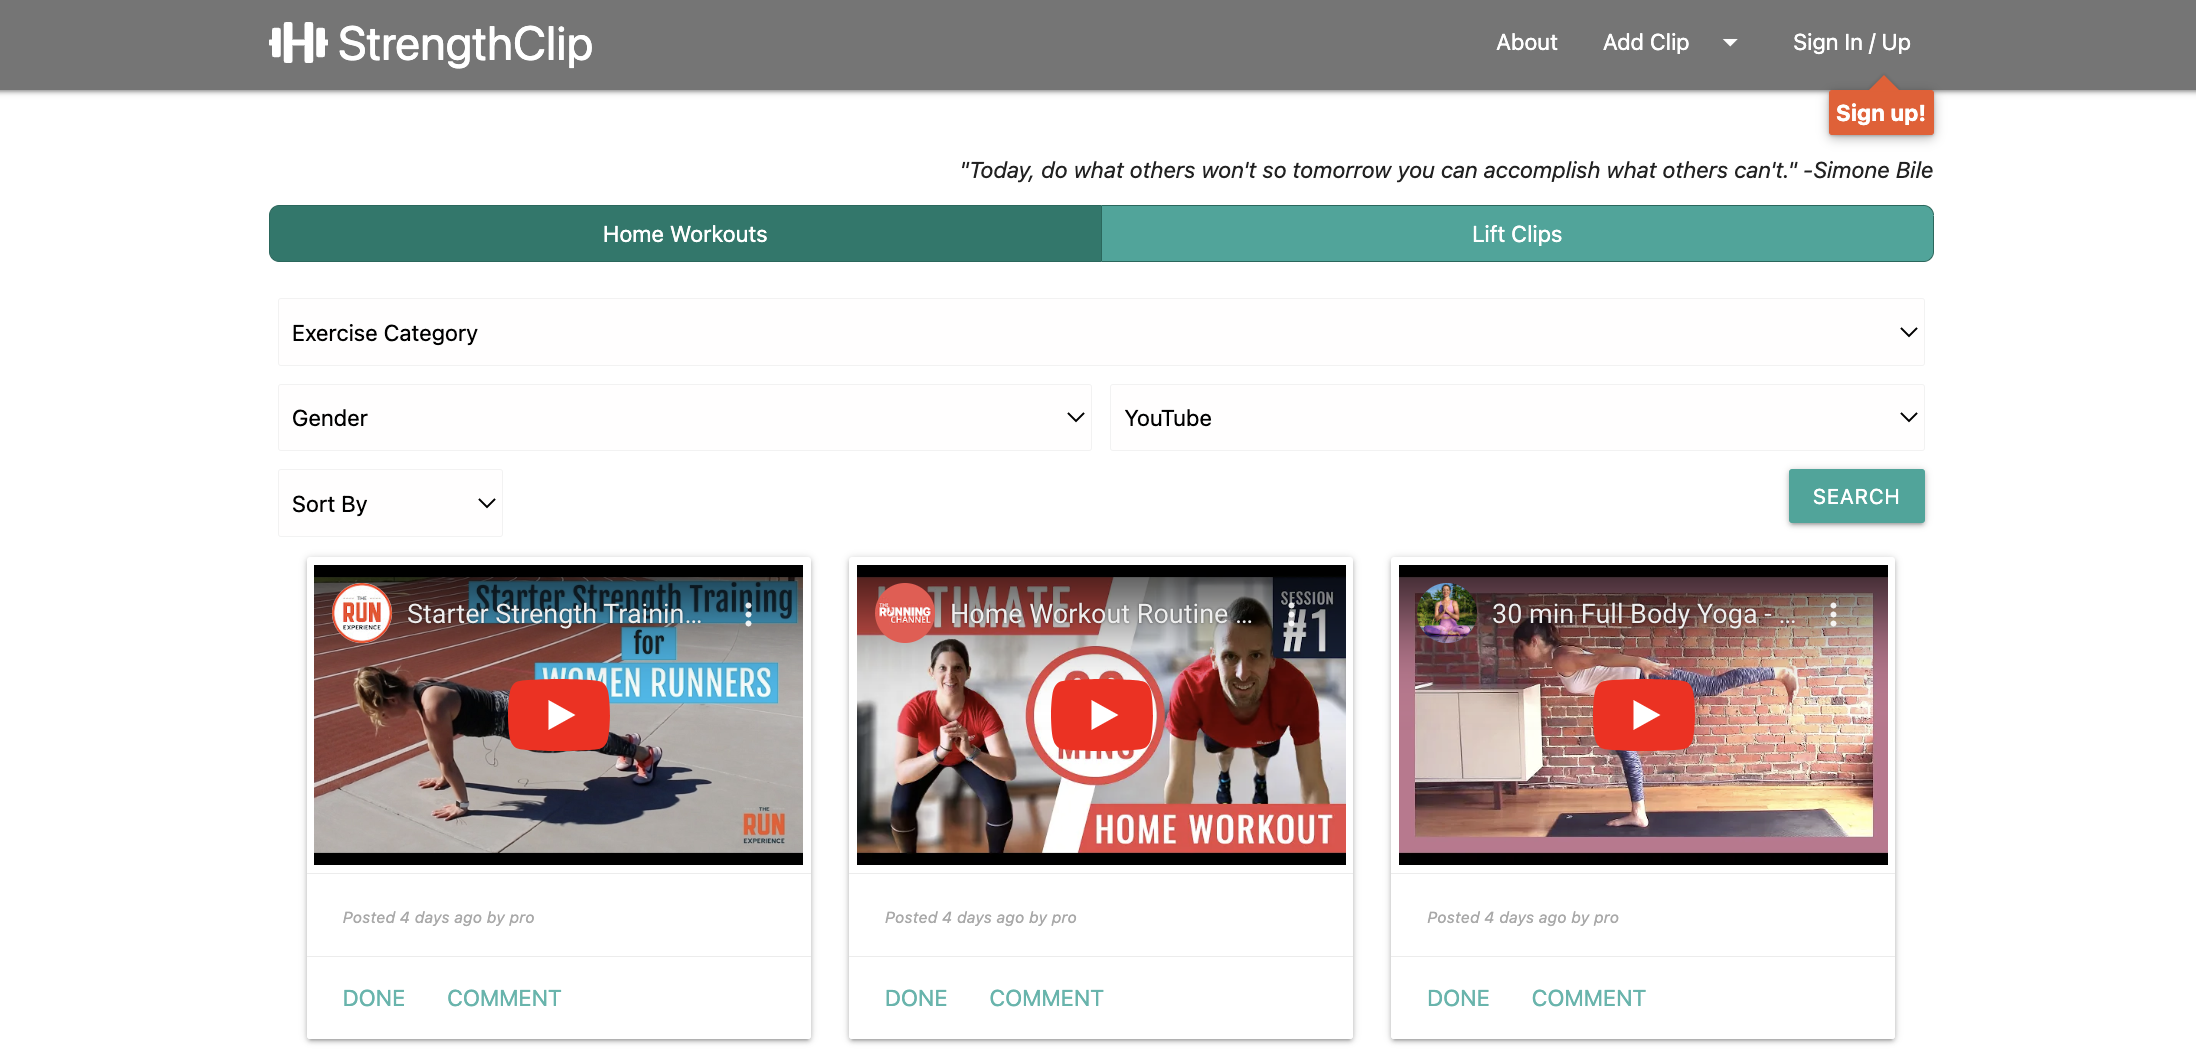 StrengthClip
About Add Clip Sign In / Up
Sign up!
"Today, do what others won't so tomorrow you can accomplish what others can't." -Simone Bile
Home Workouts Lift Clips
Exercise Category
Gender YouTube
Sort By SEARCH
THE RUN EXPERIENCE
Starter Strength Trainin...
Starter Strength Training
for
WOMEN RUNNERS
THE
RUN
EXPERIENCE
THE RUNNING CHANNEL
Home Workout Routine ...
ULTIMATE
SESSION
#1
MINS
HOME WORKOUT
30 min Full Body Yoga - ...
Posted 4 days ago by pro
DONE COMMENT
Posted 4 days ago by pro
DONE COMMENT
Posted 4 days ago by pro
DONE COMMENT